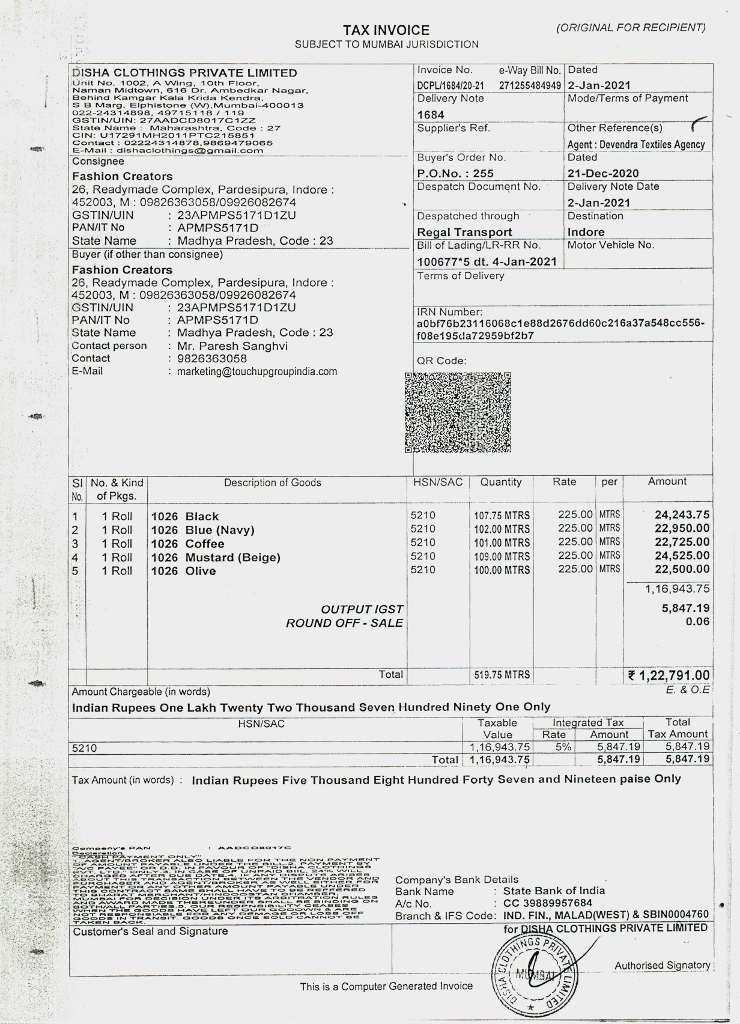 TAX INVOICE
(ORIGINAL FOR RECIPIENT)
SUBJECT TO MUMBAI JURISDICTION
DISHA CLOTHINGS PRIVATE LIMITED
Unit No. 1002, A Wing, 10th Floor,
Naman Midtown, 616 Dr. Ambedkar Nagar,
Behind Kamgar Kala Krida Kendra,
S B Marg, Elphistone (W), Mumbai-400013
022-24314898, 49715118 / 119
GSTIN/UIN: 27AADCD8017C1ZZ
State Name : Maharashtra, Code : 27
CIN: U17291MH2011PTC215851
Contact : 02224314878,9869479065
E-Mail : dishaclothings@gmail.com
Invoice No. e-Way Bill No. Dated
DCPL/1684/20-21 271255484949 2-Jan-2021
Delivery Note Mode/Terms of Payment
1684
Supplier's Ref. Other Reference(s)
Agent : Devendra Textiles Agency
Buyer's Order No. Dated
P.O.No. : 255 21-Dec-2020
Despatch Document No. Delivery Note Date
2-Jan-2021
Despatched through Destination
Regal Transport Indore
Bill of Lading/LR-RR No. Motor Vehicle No.
100677*5 dt. 4-Jan-2021
Terms of Delivery
Consignee
Fashion Creators
26, Readymade Complex, Pardesipura, Indore :
452003, M : 09826363058/09926082674
GSTIN/UIN : 23APMPS5171D1ZU
PAN/IT No : APMPS5171D
State Name : Madhya Pradesh, Code : 23
Buyer (if other than consignee)
Fashion Creators
26, Readymade Complex, Pardesipura, Indore :
452003, M : 09826363058/09926082674
GSTIN/UIN : 23APMPS5171D1ZU
PAN/IT No : APMPS5171D
State Name : Madhya Pradesh, Code : 23
Contact person : Mr. Paresh Sanghvi
Contact : 9826363058
E-Mail : marketing@touchupgroupindia.com
IRN Number:
a0bf76b23116068c1e88d2676dd60c216a37a548cc556-
f08e195da72959bf2b7
QR Code:
Sl No. No. & Kind of Pkgs. Description of Goods HSN/SAC Quantity Rate per Amount
1 1 Roll 1026 Black 5210 107.75 MTRS 225.00 MTRS 24,243.75
2 1 Roll 1026 Blue (Navy) 5210 102.00 MTRS 225.00 MTRS 22,950.00
3 1 Roll 1026 Coffee 5210 101.00 MTRS 225.00 MTRS 22,725.00
4 1 Roll 1026 Mustard (Beige) 5210 109.00 MTRS 225.00 MTRS 24,525.00
5 1 Roll 1026 Olive 5210 100.00 MTRS 225.00 MTRS 22,500.00
1,16,943.75
OUTPUT IGST 5,847.19
ROUND OFF - SALE 0.06
Total 519.75 MTRS ₹ 1,22,791.00
Amount Chargeable (in words) E. & O.E
Indian Rupees One Lakh Twenty Two Thousand Seven Hundred Ninety One Only
HSN/SAC Taxable Value Integrated Tax Rate Amount Total Tax Amount
5210 1,16,943.75 5% 5,847.19 5,847.19
Total 1,16,943.75 5,847.19 5,847.19
Tax Amount (in words) : Indian Rupees Five Thousand Eight Hundred Forty Seven and Nineteen paise Only
Company's PAN : AADCD8017C
Declaration
Company's Bank Details
Bank Name : State Bank of India
A/c No. : CC 39889957684
Branch & IFS Code: IND. FIN., MALAD(WEST) & SBIN0004760
Customer's Seal and Signature
for DISHA CLOTHINGS PRIVATE LIMITED
DISHA CLOTHINGS PRIVATE LIMITED
MUMBAI
Authorised Signatory
This is a Computer Generated Invoice